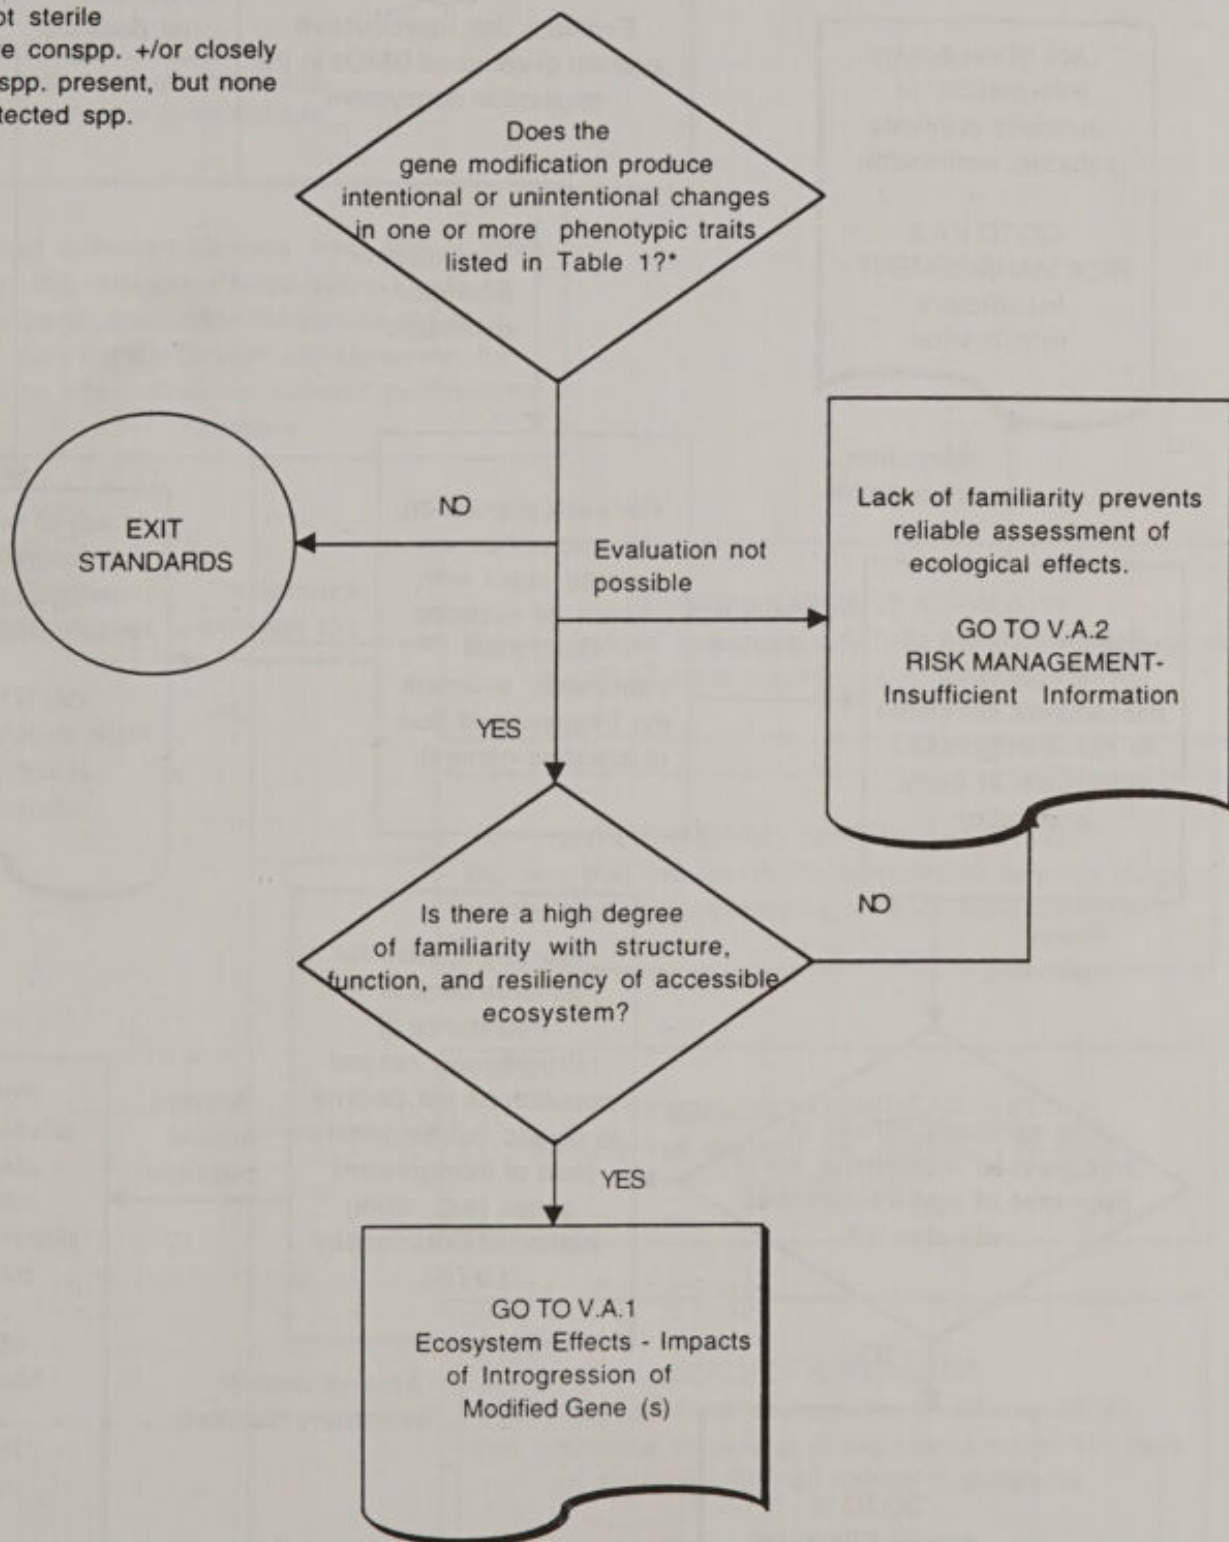 ot sterile
e conspp. +/or closely
spp. present, but none
tected spp.
Does the
gene modification produce
intentional or unintentional changes
in one or more phenotypic traits
listed in Table 1?*
NO
EXIT
STANDARDS
Evaluation not
possible
Lack of familiarity prevents
reliable assessment of
ecological effects.
GO TO V.A.2
RISK MANAGEMENT-
Insufficient Information
YES
Is there a high degree
of familiarity with structure,
function, and resiliency of accessible
ecosystem?
NO
YES
GO TO V.A.1
Ecosystem Effects - Impacts
of Introgression of
Modified Gene (s)